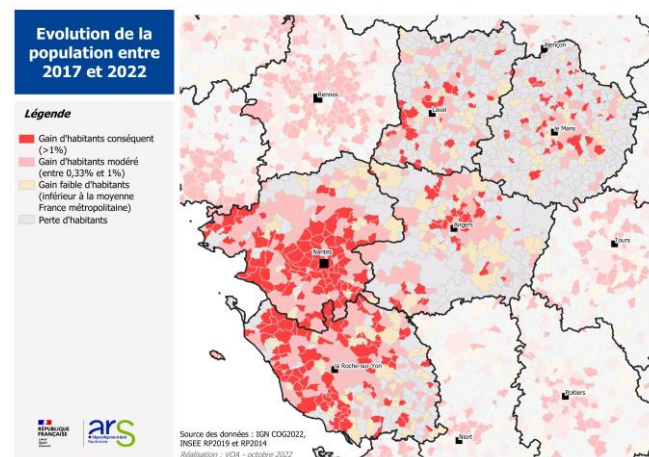 Evolution de la
population entre
2017 et 2022
Légende
Gain d'habitants conséquent
(>1%)
Gain d'habitants modéré
(entre 0,33% et 1%)
Gain faible d'habitants
(inférieur à la moyenne
France métropolitaine)
Perte d'habitants
Alençon
Rennes
Laval
le Mans
Angers
Tours
Nantes
la Roche-sur-Yon
Poitiers
Niort
RÉPUBLIQUE
FRANÇAISE
ars
Source des données : IGN COG2022,
INSEE RP2019 et RP2014
Réalisation : VOA - octobre 2022